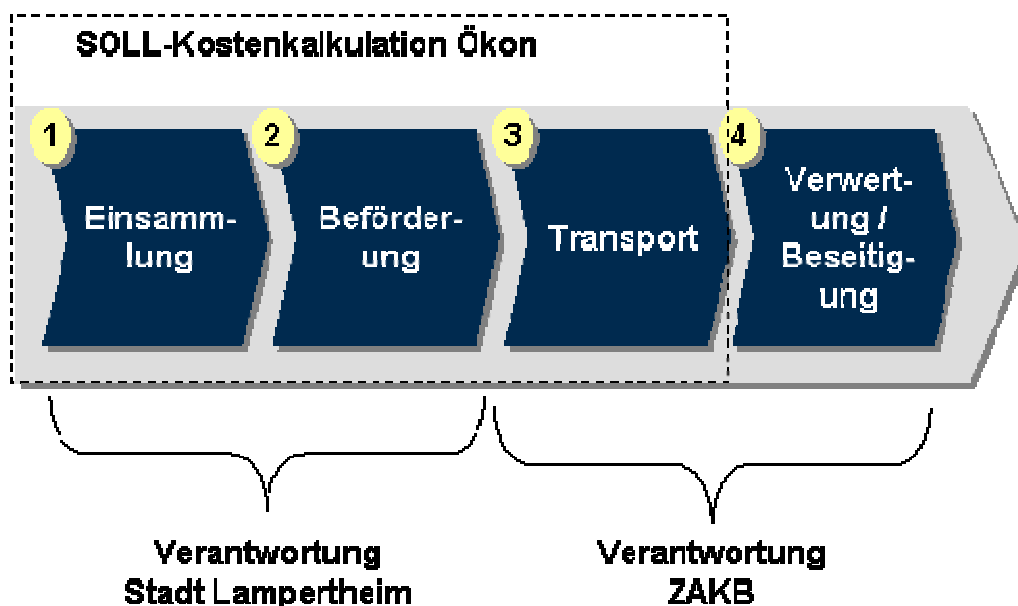 SOLL-Kostenkalkulation Ökon
1
Einsamm-
lung
2
Beförder-
ung
3
Transport
4
Verwert-
ung /
Beseitig-
ung
Verantwortung
Stadt Lampertheim
Verantwortung
ZAKB